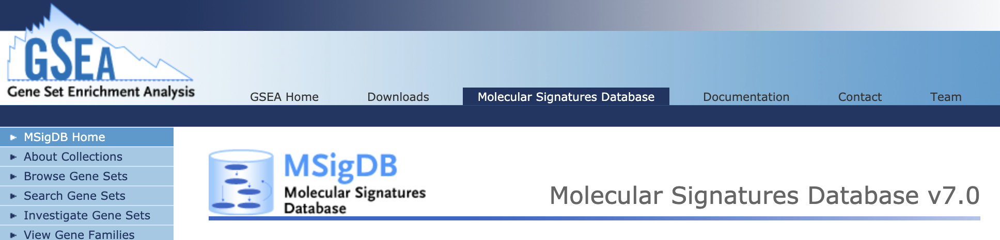 GSEA
Gene Set Enrichment Analysis
GSEA Home Downloads Molecular Signatures Database Documentation Contact Team
MSigDB Home
About Collections
Browse Gene Sets
Search Gene Sets
Investigate Gene Sets
View Gene Families
MSigDB
Molecular Signatures
Database
Molecular Signatures Database v7.0